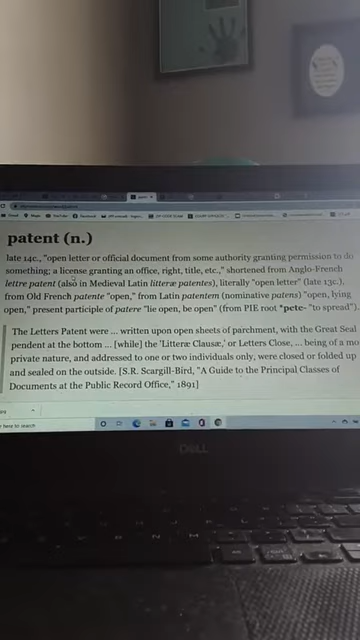 patent (n.)
late 14c., "open letter or official document from some authority granting permission to do
something; a license granting an office, right, title, etc.," shortened from Anglo-French
lettre patent (also in Medieval Latin litteræ patentes), literally "open letter" (late 13c.),
from Old French patente "open," from Latin patentem (nominative patens) "open, lying
open," present participle of patere "lie open, be open" (from PIE root *pete- "to spread").
The Letters Patent were ... written upon open sheets of parchment, with the Great Seal
pendent at the bottom ... [while] the 'Litteræ Clausæ,' or Letters Close, ... being of a mo
private nature, and addressed to one or two individuals only, were closed or folded up
and sealed on the outside. [S.R. Scargill-Bird, "A Guide to the Principal Classes of
Documents at the Public Record Office," 1891]
here to search
DELL